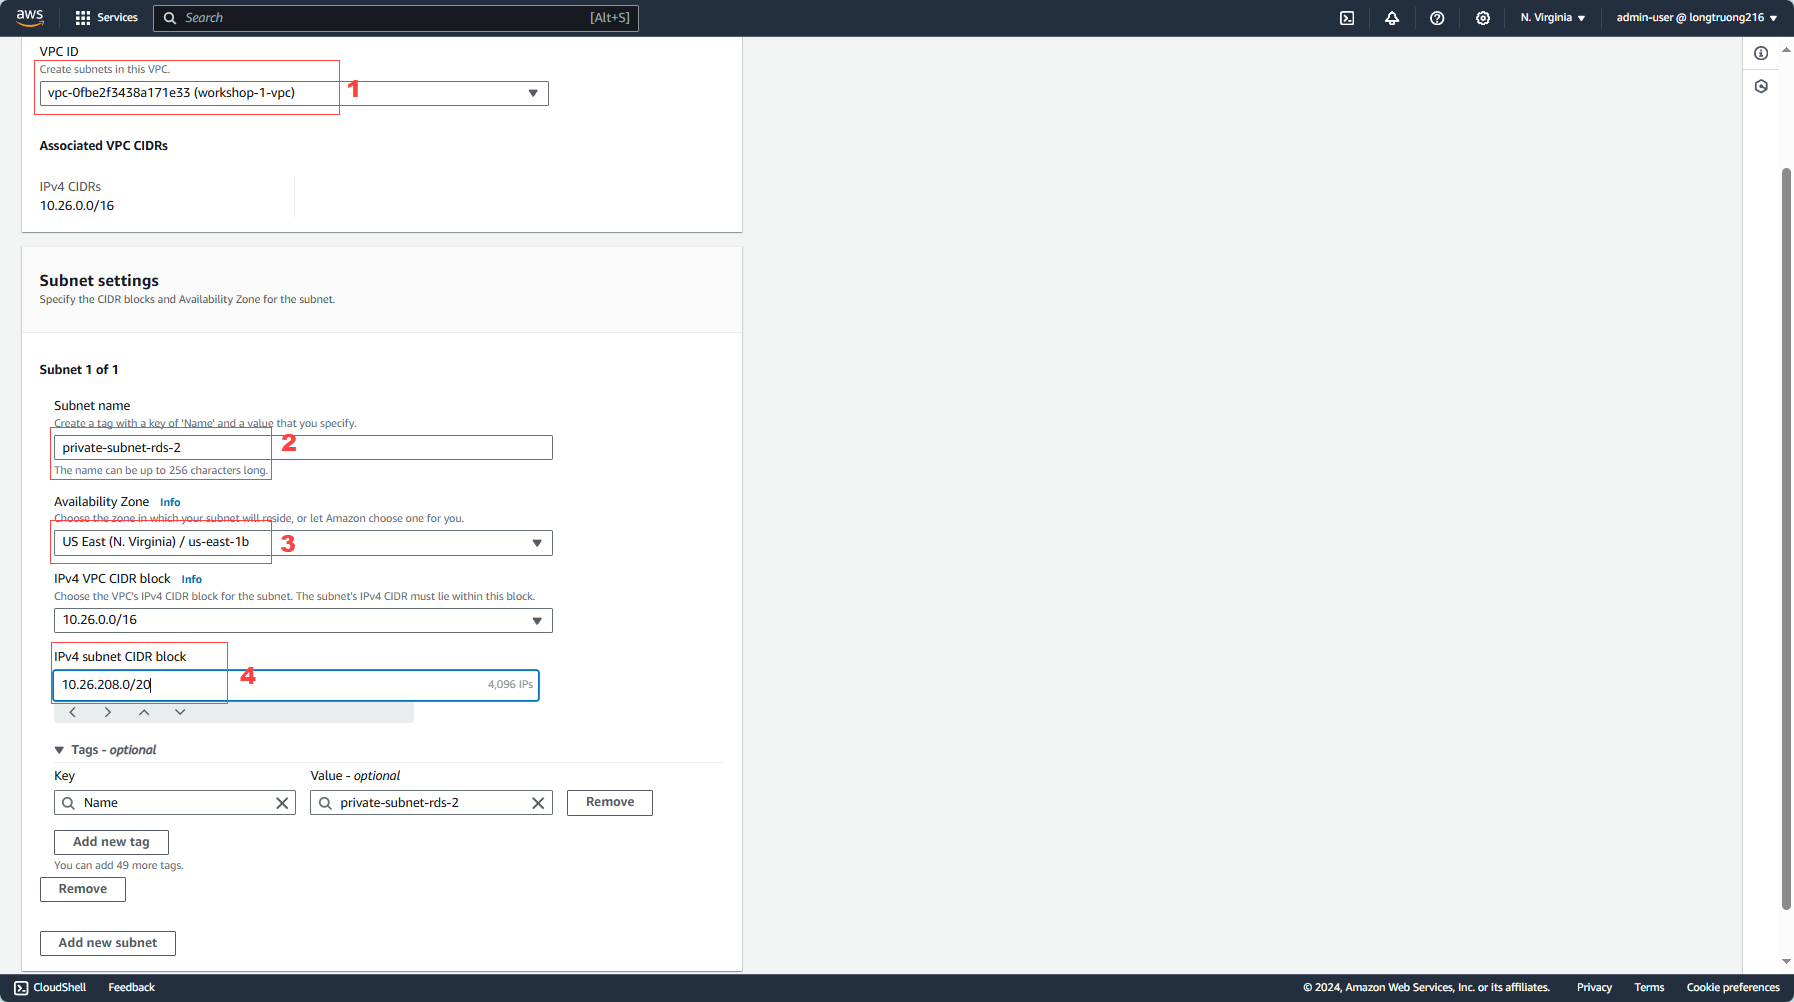 aws
Services
Search
[Alt+S]
N. Virginia
admin-user @ longtruong216
VPC ID
Create subnets in this VPC.
vpc-0fbe2f3438a171e33 (workshop-1-vpc)
1
Associated VPC CIDRs
IPv4 CIDRs
10.26.0.0/16
Subnet settings
Specify the CIDR blocks and Availability Zone for the subnet.
Subnet 1 of 1
Subnet name
Create a tag with a key of 'Name' and a value that you specify.
private-subnet-rds-2
2
The name can be up to 256 characters long.
Availability Zone Info
Choose the zone in which your subnet will reside, or let Amazon choose one for you.
US East (N. Virginia) / us-east-1b
3
IPv4 VPC CIDR block Info
Choose the VPC's IPv4 CIDR block for the subnet. The subnet's IPv4 CIDR must lie within this block.
10.26.0.0/16
IPv4 subnet CIDR block
4
10.26.208.0/20
4,096 IPs
Tags - optional
Key
Value - optional
Name
private-subnet-rds-2
Remove
Add new tag
You can add 49 more tags.
Remove
Add new subnet
CloudShell
Feedback
© 2024, Amazon Web Services, Inc. or its affiliates.
Privacy
Terms
Cookie preferences